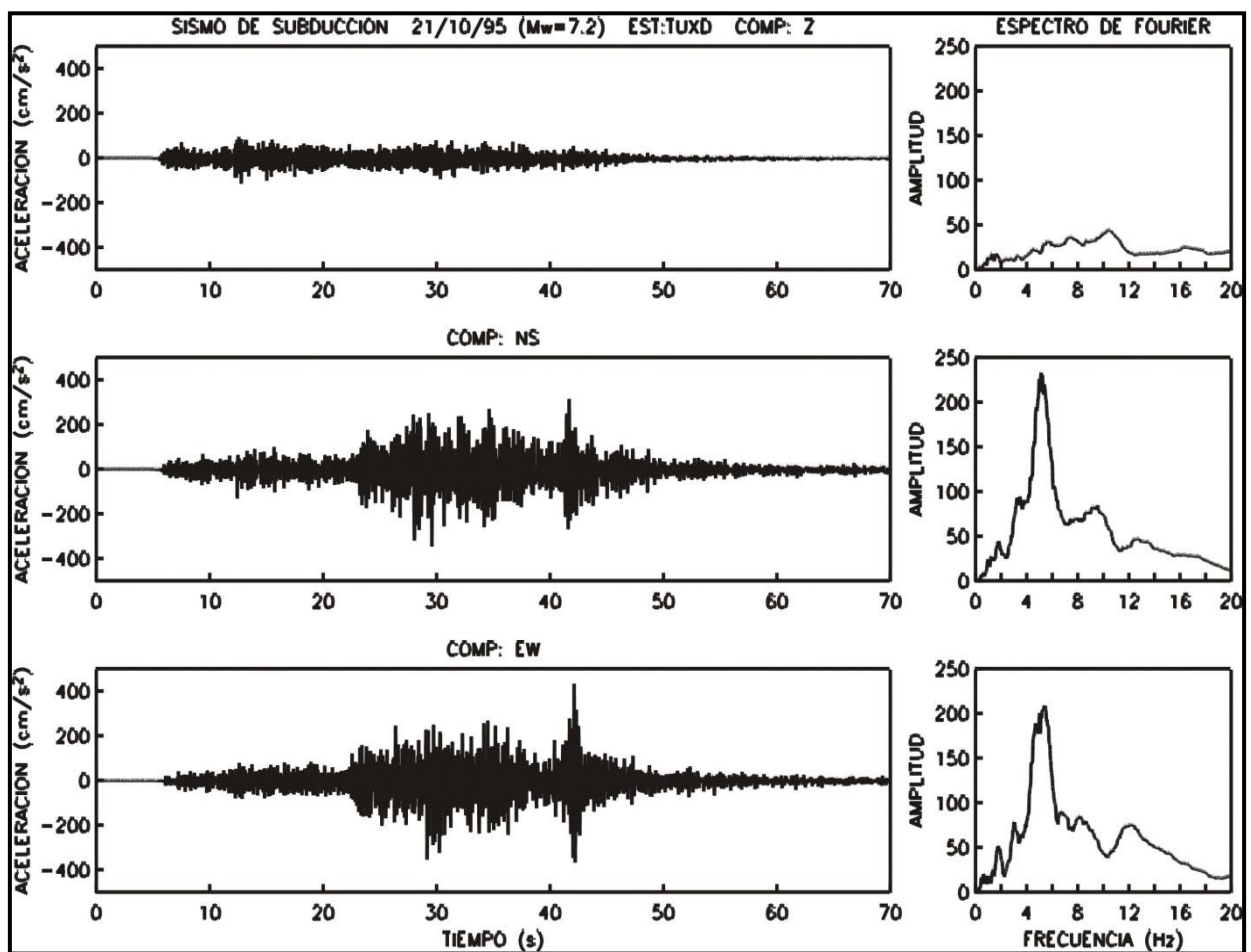 SISMO DE SUBDUCCION 21/10/95 (Mw=7.2) EST:TUXD COMP: Z
ESPECTRO DE FOURIER
ACELERACION (cm/s²)
400
200
0
-200
-400
0 10 20 30 40 50 60 70
AMPLITUD
250
200
150
100
50
0
0 4 8 12 16 20
COMP: NS
ACELERACION (cm/s²)
400
200
0
-200
-400
0 10 20 30 40 50 60 70
AMPLITUD
250
200
150
100
50
0
0 4 8 12 16 20
COMP: EW
ACELERACION (cm/s²)
400
200
0
-200
-400
0 10 20 30 40 50 60 70
TIEMPO (s)
AMPLITUD
250
200
150
100
50
0
0 4 8 12 16 20
FRECUENCIA (Hz)